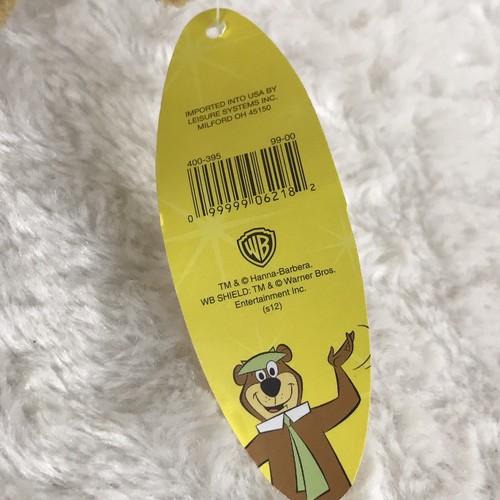 IMPORTED INTO USA BY
LEISURE SYSTEMS INC.
MILFORD OH 45150
400-395 99-00
0 99999 06218 2
WB
TM & © Hanna-Barbera.
WB SHIELD: TM & © Warner Bros.
Entertainment Inc.
(s12)